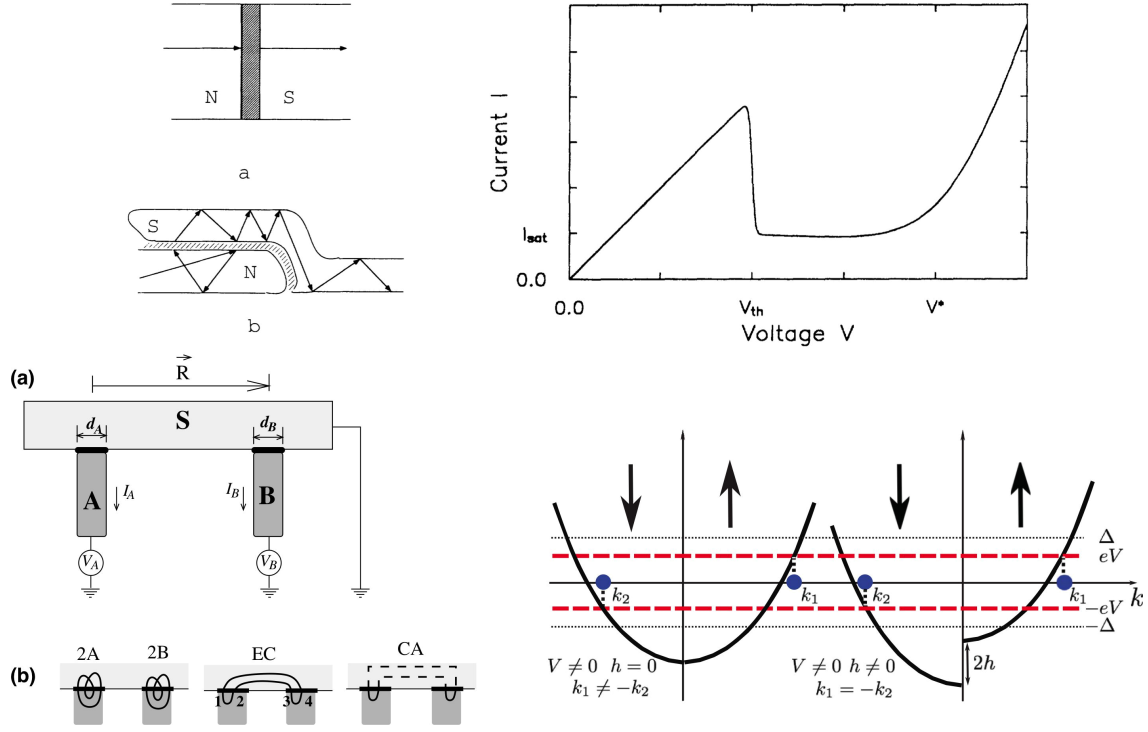 N S
a
S
N
b
Current I
I_sat
0.0
0.0 V_th V*
Voltage V
(a)
R
S
d_A d_B
A B
I_A I_B
V_A V_B
(b)
2A 2B EC CA
1 2 3 4
Δ
eV
k_2 k_1 k_2 k_1 k
-eV
-Δ
V ≠ 0 h = 0
k_1 ≠ -k_2
V ≠ 0 h ≠ 0
k_1 = -k_2
2h